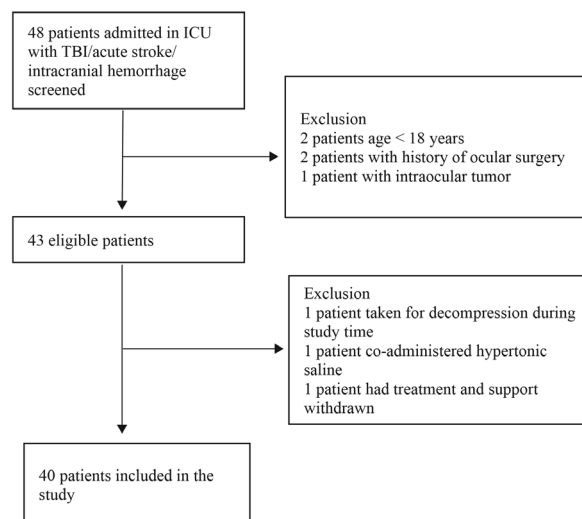 48 patients admitted in ICU
with TBI/acute stroke/
intracranial hemorrhage
screened
Exclusion
2 patients age < 18 years
2 patients with history of ocular surgery
1 patient with intraocular tumor
43 eligible patients
Exclusion
1 patient taken for decompression during
study time
1 patient co-administered hypertonic
saline
1 patient had treatment and support
withdrawn
40 patients included in the
study